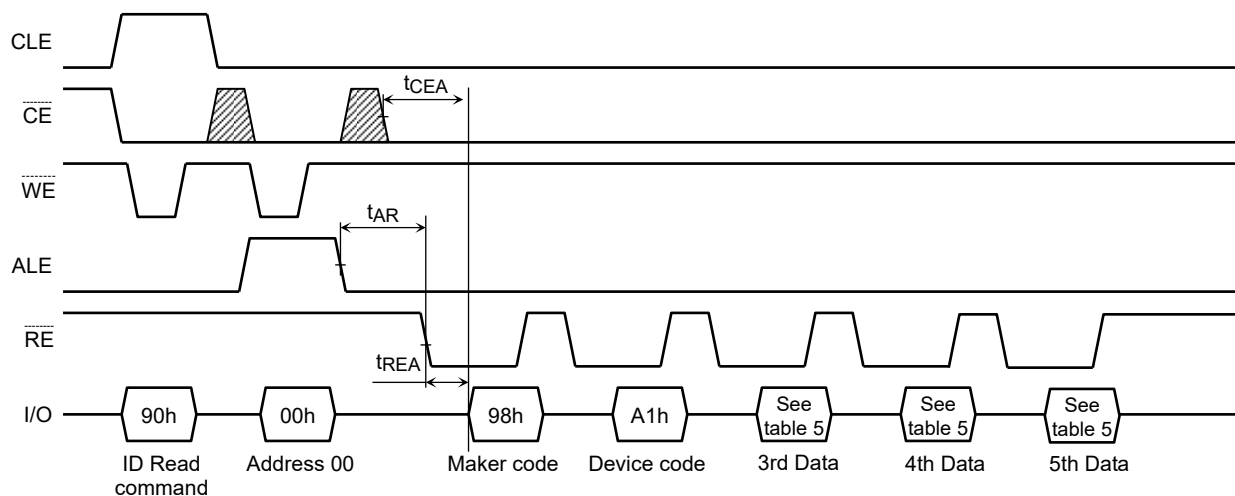 CLE
tCEA
CE
WE
tAR
ALE
RE
tREA
I/O
90h
00h
98h
A1h
See
table 5
See
table 5
See
table 5
ID Read
command
Address 00
Maker code
Device code
3rd Data
4th Data
5th Data